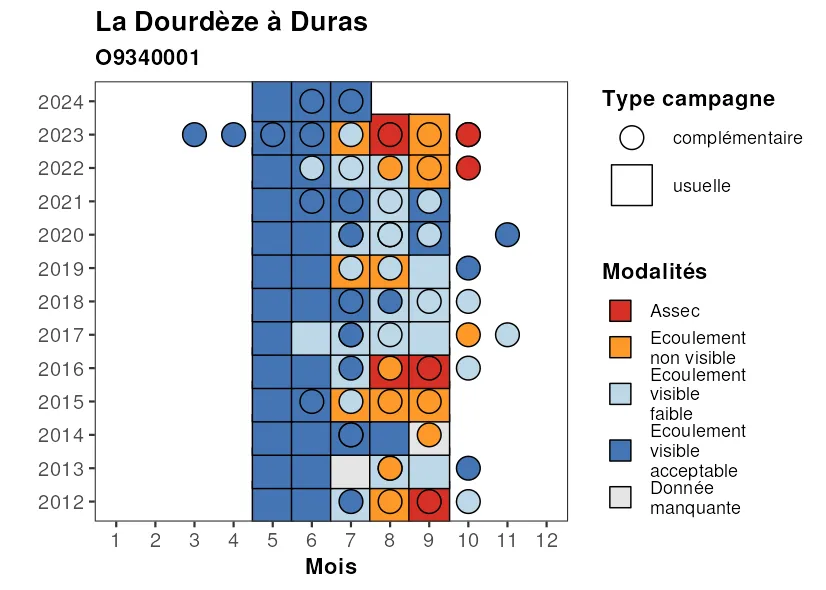 La Dourdèze à Duras
O9340001
2024
2023
2022
2021
2020
2019
2018
2017
2016
2015
2014
2013
2012
1 2 3 4 5 6 7 8 9 10 11 12
Mois
Type campagne
complémentaire
usuelle
Modalités
Assec
Ecoulement
non visible
Ecoulement
visible
faible
Ecoulement
visible
acceptable
Donnée
manquante